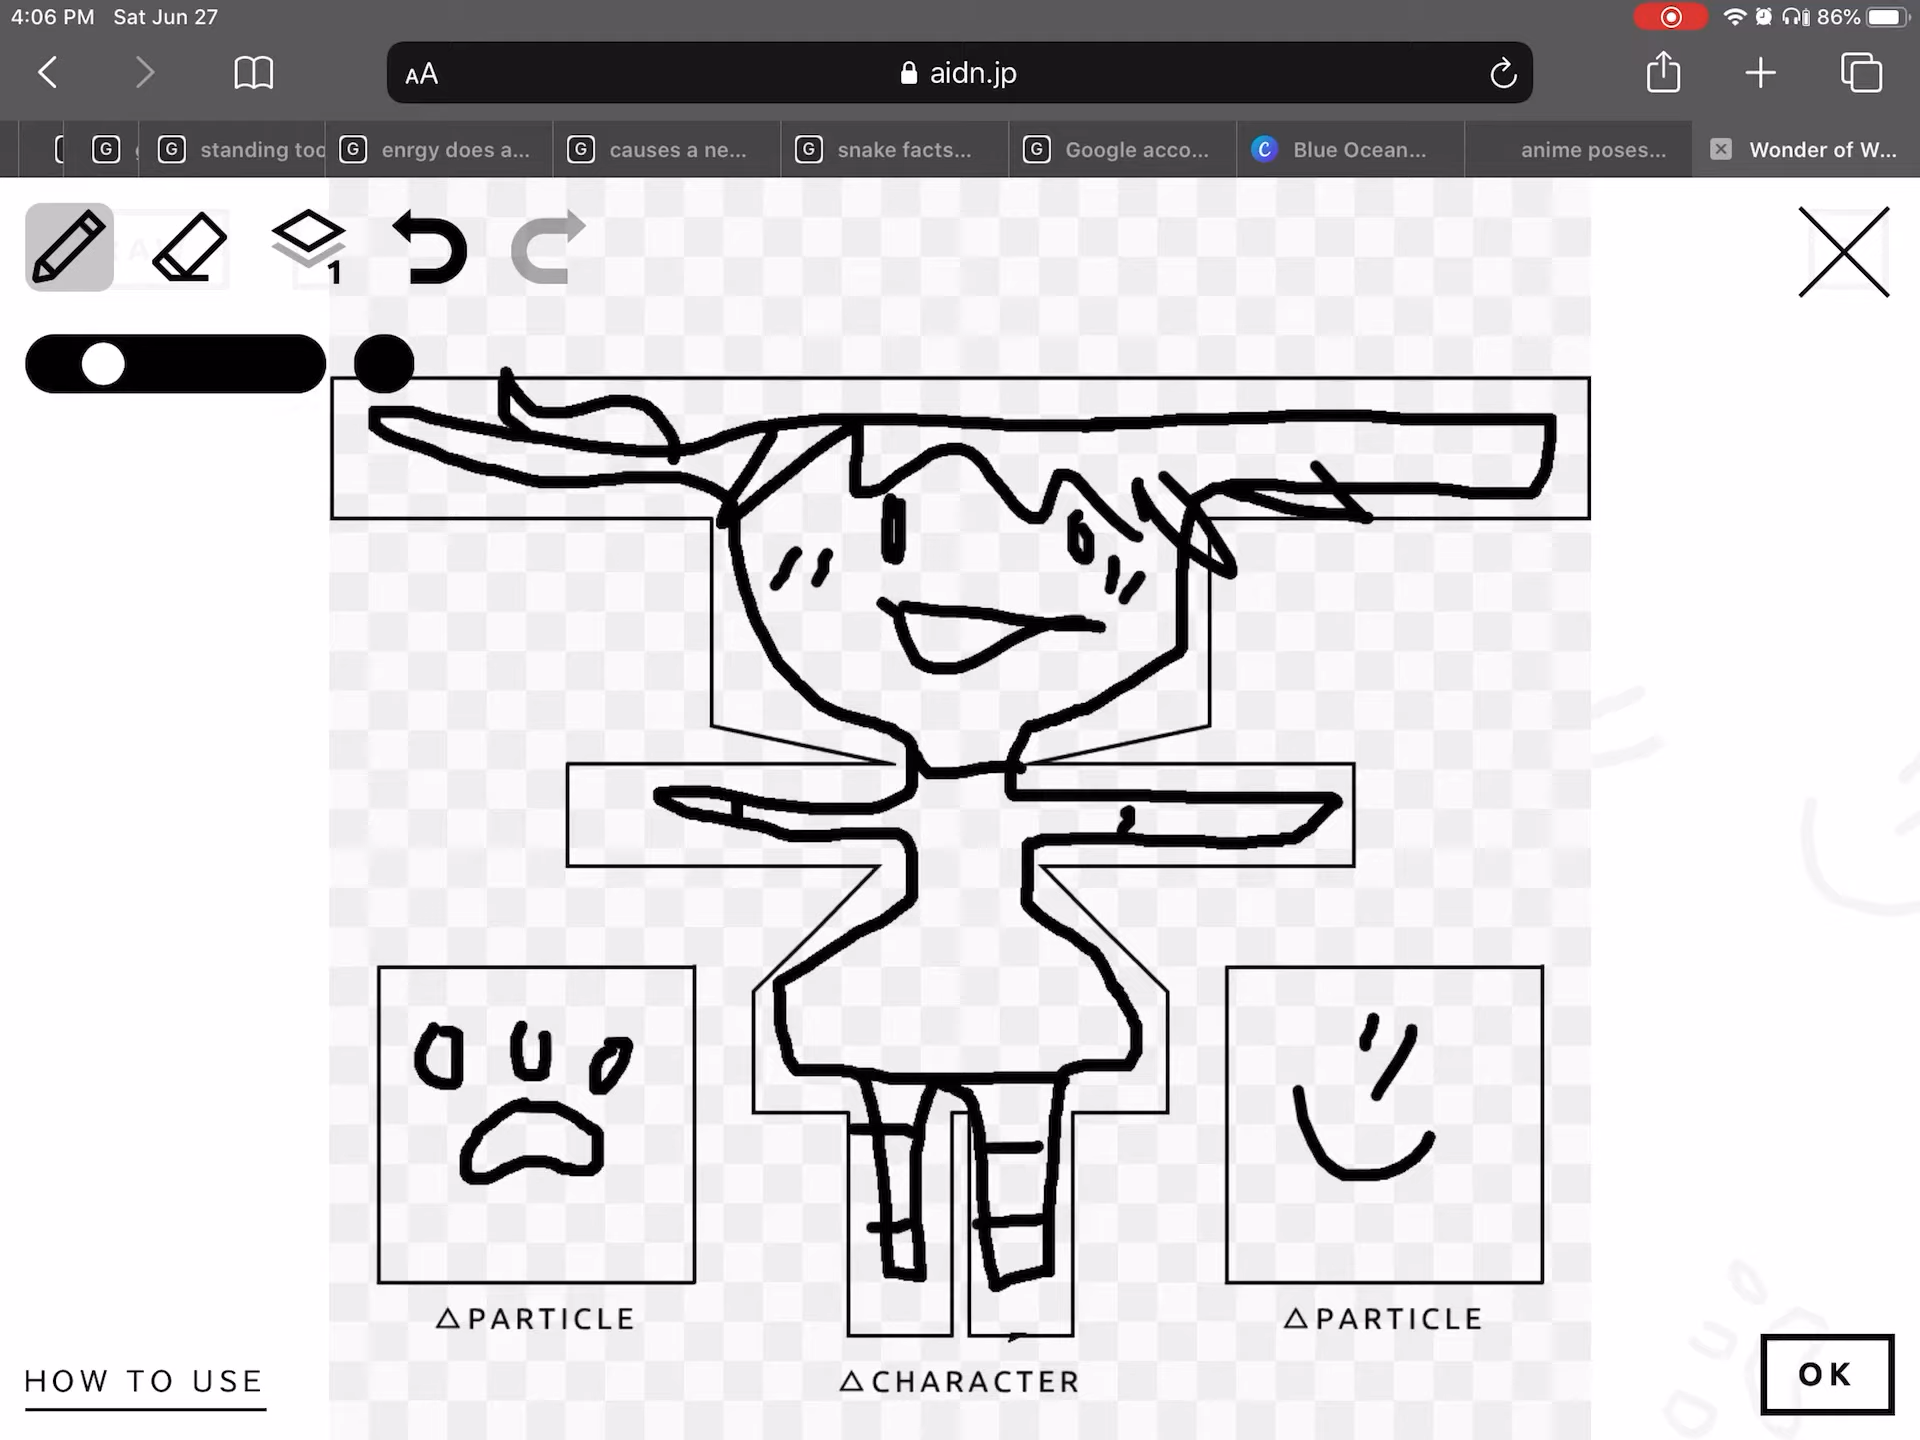 4:06 PM Sat Jun 27 86%
AA aidn.jp
G G standing too G enrgy does a... G causes a ne... G snake facts... G Google acco... C Blue Ocean... anime poses... Wonder of W...
1
△PARTICLE △PARTICLE
HOW TO USE △CHARACTER OK